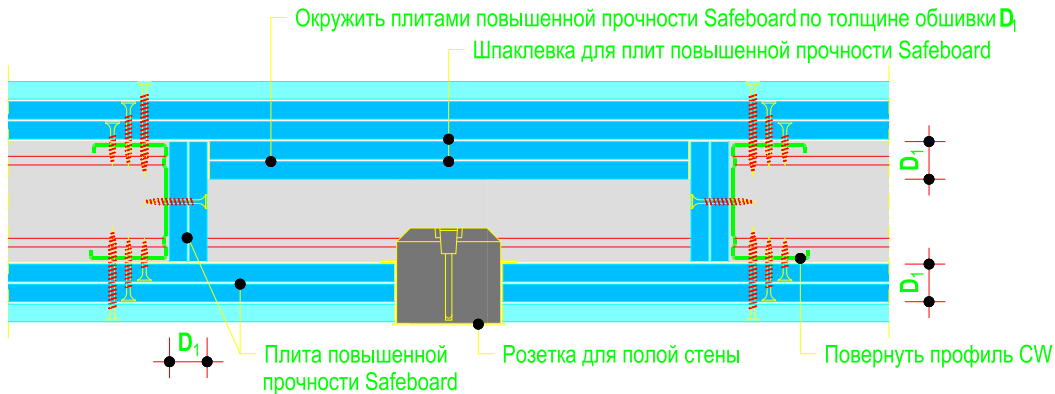 Окружить плитами повышенной прочности Safeboard по толщине обшивки D1
Шпаклевка для плит повышенной прочности Safeboard
D1
D1
D1
Плита повышенной
прочности Safeboard
Розетка для полой стены
Повернуть профиль CW